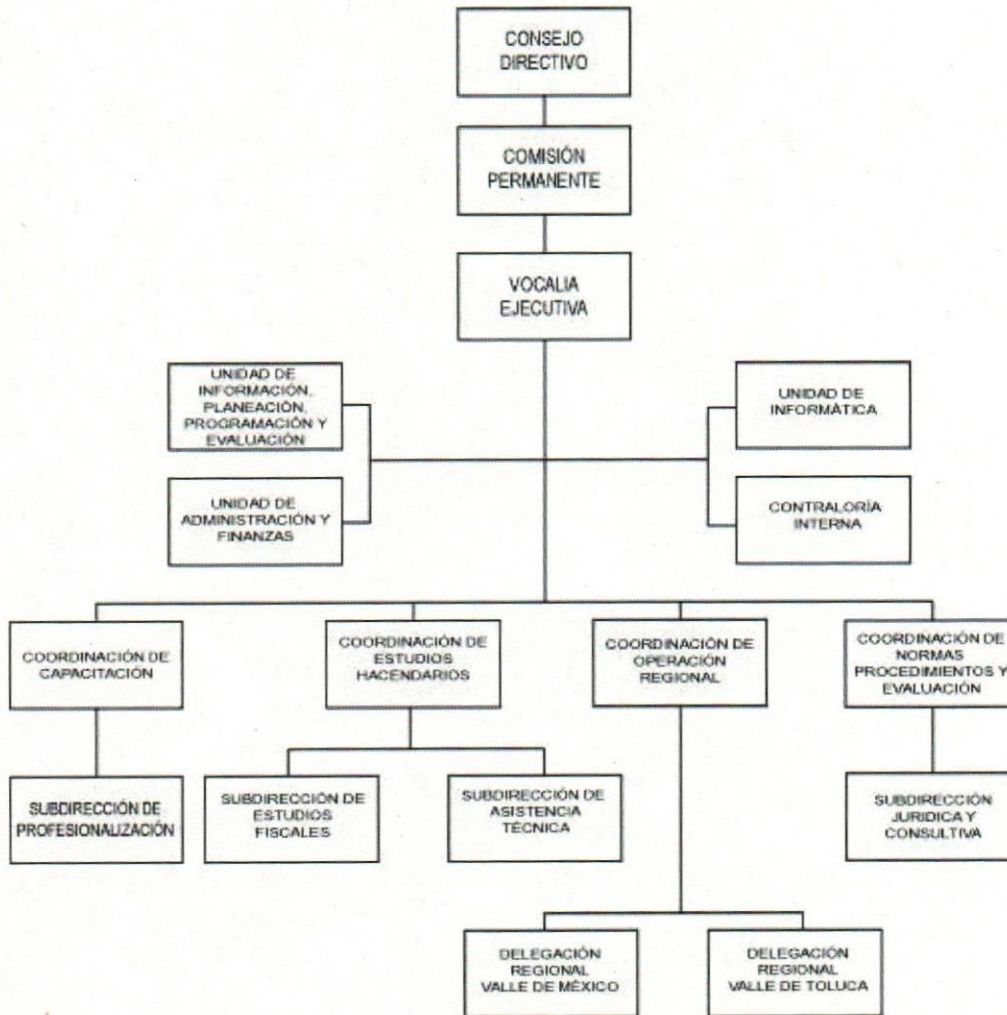 CONSEJO
DIRECTIVO
COMISIÓN
PERMANENTE
VOCALIA
EJECUTIVA
UNIDAD DE
INFORMACIÓN,
PLANEACIÓN,
PROGRAMACIÓN Y
EVALUACIÓN
UNIDAD DE
INFORMÁTICA
UNIDAD DE
ADMINISTRACIÓN Y
FINANZAS
CONTRALORÍA
INTERNA
COORDINACIÓN DE
CAPACITACIÓN
COORDINACIÓN DE
ESTUDIOS
HACENDARIOS
COORDINACIÓN DE
OPERACIÓN
REGIONAL
COORDINACIÓN DE
NORMAS
PROCEDIMIENTOS Y
EVALUACIÓN
SUBDIRECCIÓN DE
PROFESIONALIZACIÓN
SUBDIRECCIÓN DE
ESTUDIOS
FISCALES
SUBDIRECCIÓN DE
ASISTENCIA
TÉCNICA
SUBDIRECCIÓN
JURIDICA Y
CONSULTIVA
DELEGACIÓN
REGIONAL
VALLE DE MÉXICO
DELEGACIÓN
REGIONAL
VALLE DE TOLUCA